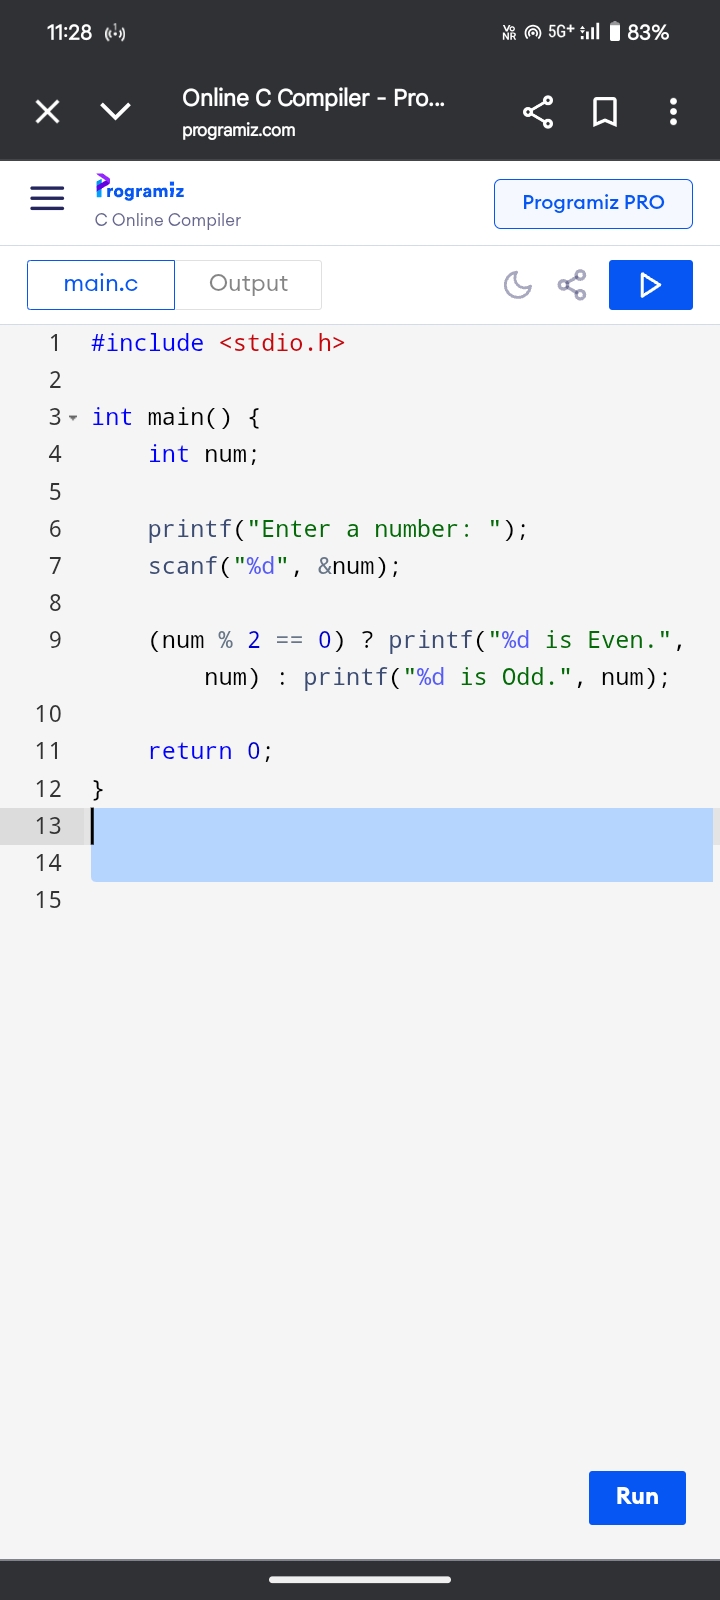 11:28
Vo NR 5G+ 83%
Online C Compiler - Pro...
programiz.com
Programiz
C Online Compiler
Programiz PRO
main.c Output
1 #include <stdio.h>
2
3 int main() {
4     int num;
5
6     printf("Enter a number: ");
7     scanf("%d", &num);
8
9     (num % 2 == 0) ? printf("%d is Even.",
        num) : printf("%d is Odd.", num);
10
11     return 0;
12 }
13
14
15
Run